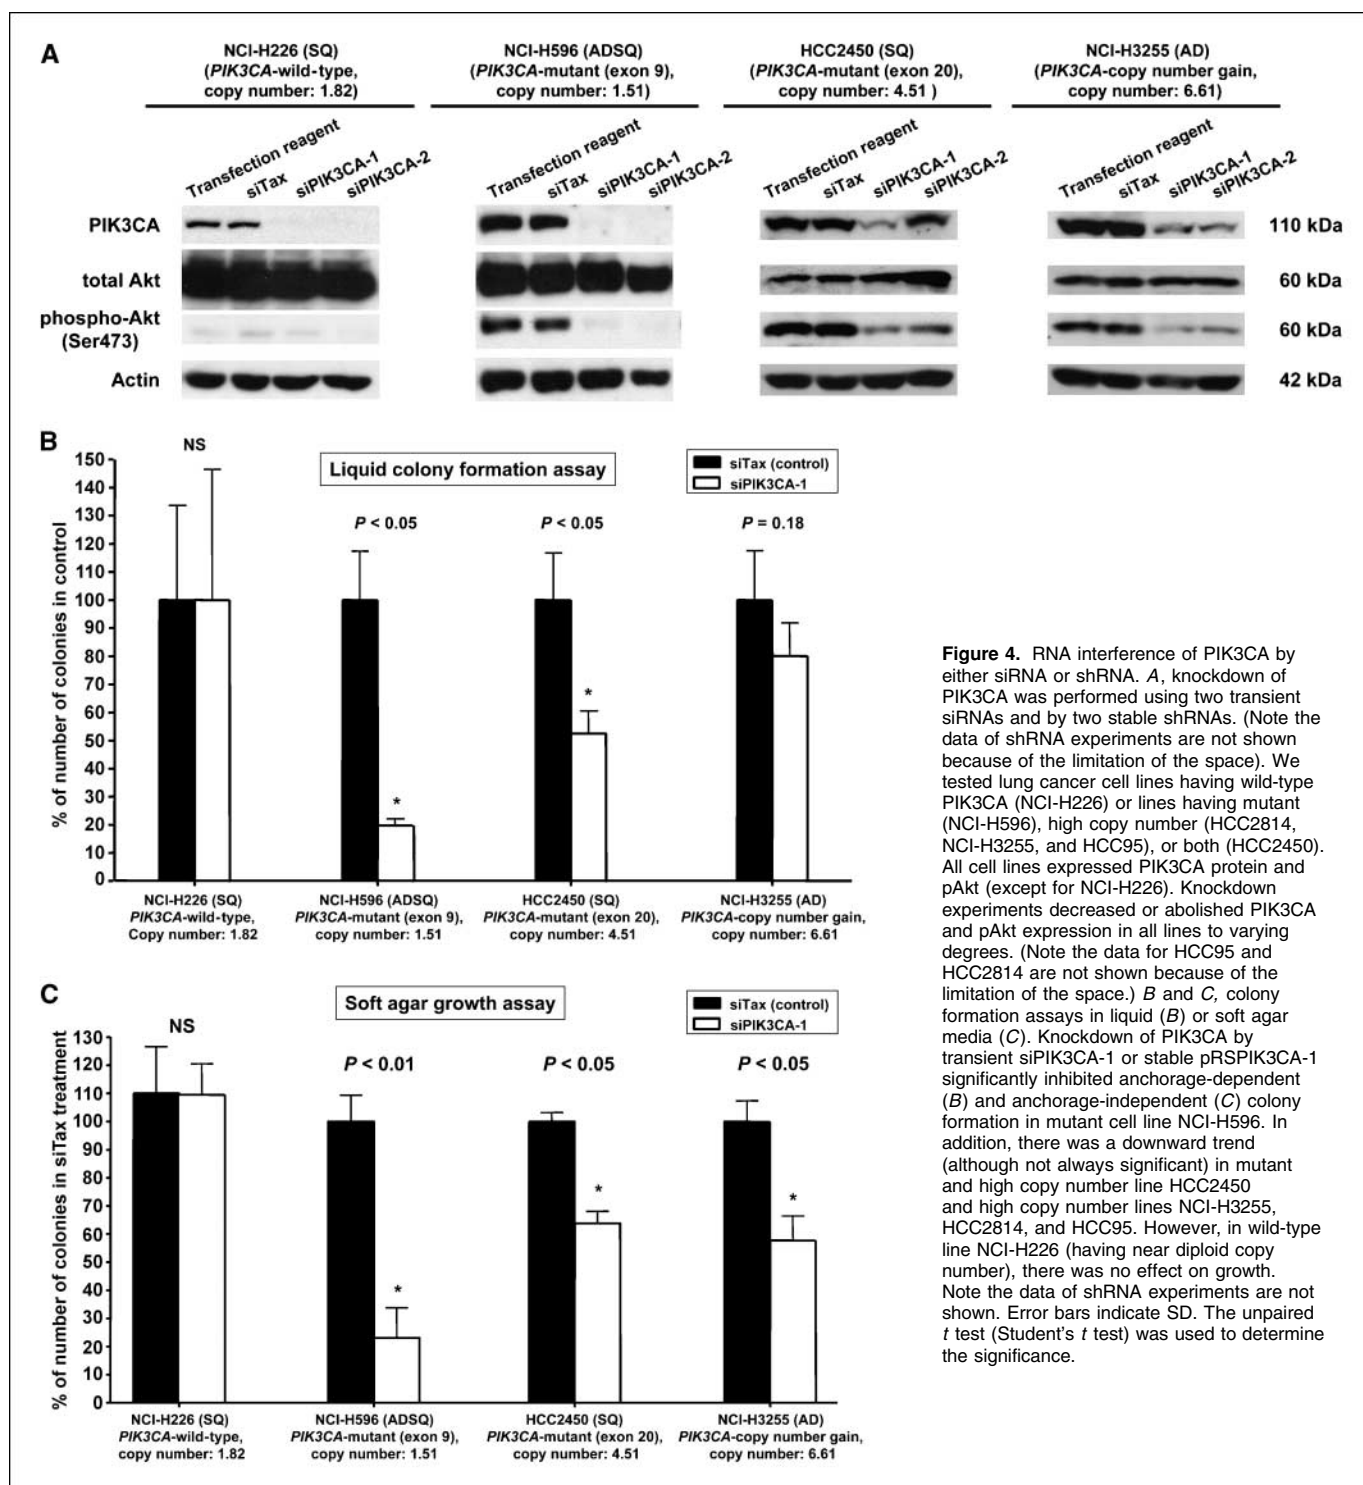 A
NCI-H226 (SQ)
(PIK3CA-wild-type,
copy number: 1.82)
NCI-H596 (ADSQ)
(PIK3CA-mutant (exon 9),
copy number: 1.51)
HCC2450 (SQ)
(PIK3CA-mutant (exon 20),
copy number: 4.51 )
NCI-H3255 (AD)
(PIK3CA-copy number gain,
copy number: 6.61)
Transfection reagent
siTax
siPIK3CA-1
siPIK3CA-2
Transfection reagent
siTax
siPIK3CA-1
siPIK3CA-2
Transfection reagent
siTax
siPIK3CA-1
siPIK3CA-2
Transfection reagent
siTax
siPIK3CA-1
siPIK3CA-2
PIK3CA
110 kDa
total Akt
60 kDa
phospho-Akt
(Ser473)
60 kDa
Actin
42 kDa
B
Liquid colony formation assay
siTax (control)
siPIK3CA-1
% of number of colonies in control
150
140
130
120
110
100
90
80
70
60
50
40
30
20
10
0
NS
P < 0.05
P < 0.05
P = 0.18
*
*
NCI-H226 (SQ)
PIK3CA-wild-type,
Copy number: 1.82
NCI-H596 (ADSQ)
PIK3CA-mutant (exon 9),
copy number: 1.51
HCC2450 (SQ)
PIK3CA-mutant (exon 20),
copy number: 4.51
NCI-H3255 (AD)
PIK3CA-copy number gain,
copy number: 6.61
C
Soft agar growth assay
siTax (control)
siPIK3CA-1
% of number of colonies in siTax treatment
130
120
110
100
90
80
70
60
50
40
30
20
10
0
NS
P < 0.01
P < 0.05
P < 0.05
*
*
*
NCI-H226 (SQ)
PIK3CA-wild-type,
copy number: 1.82
NCI-H596 (ADSQ)
PIK3CA-mutant (exon 9),
copy number: 1.51
HCC2450 (SQ)
PIK3CA-mutant (exon 20),
copy number: 4.51
NCI-H3255 (AD)
PIK3CA-copy number gain,
copy number: 6.61
Figure 4. RNA interference of PIK3CA by
either siRNA or shRNA. A, knockdown of
PIK3CA was performed using two transient
siRNAs and by two stable shRNAs. (Note the
data of shRNA experiments are not shown
because of the limitation of the space). We
tested lung cancer cell lines having wild-type
PIK3CA (NCI-H226) or lines having mutant
(NCI-H596), high copy number (HCC2814,
NCI-H3255, and HCC95), or both (HCC2450).
All cell lines expressed PIK3CA protein and
pAkt (except for NCI-H226). Knockdown
experiments decreased or abolished PIK3CA
and pAkt expression in all lines to varying
degrees. (Note the data for HCC95 and
HCC2814 are not shown because of the
limitation of the space.) B and C, colony
formation assays in liquid (B) or soft agar
media (C). Knockdown of PIK3CA by
transient siPIK3CA-1 or stable pRSPIK3CA-1
significantly inhibited anchorage-dependent
(B) and anchorage-independent (C) colony
formation in mutant cell line NCI-H596. In
addition, there was a downward trend
(although not always significant) in mutant
and high copy number line HCC2450
and high copy number lines NCI-H3255,
HCC2814, and HCC95. However, in wild-type
line NCI-H226 (having near diploid copy
number), there was no effect on growth.
Note the data of shRNA experiments are not
shown. Error bars indicate SD. The unpaired
t test (Student's t test) was used to determine
the significance.